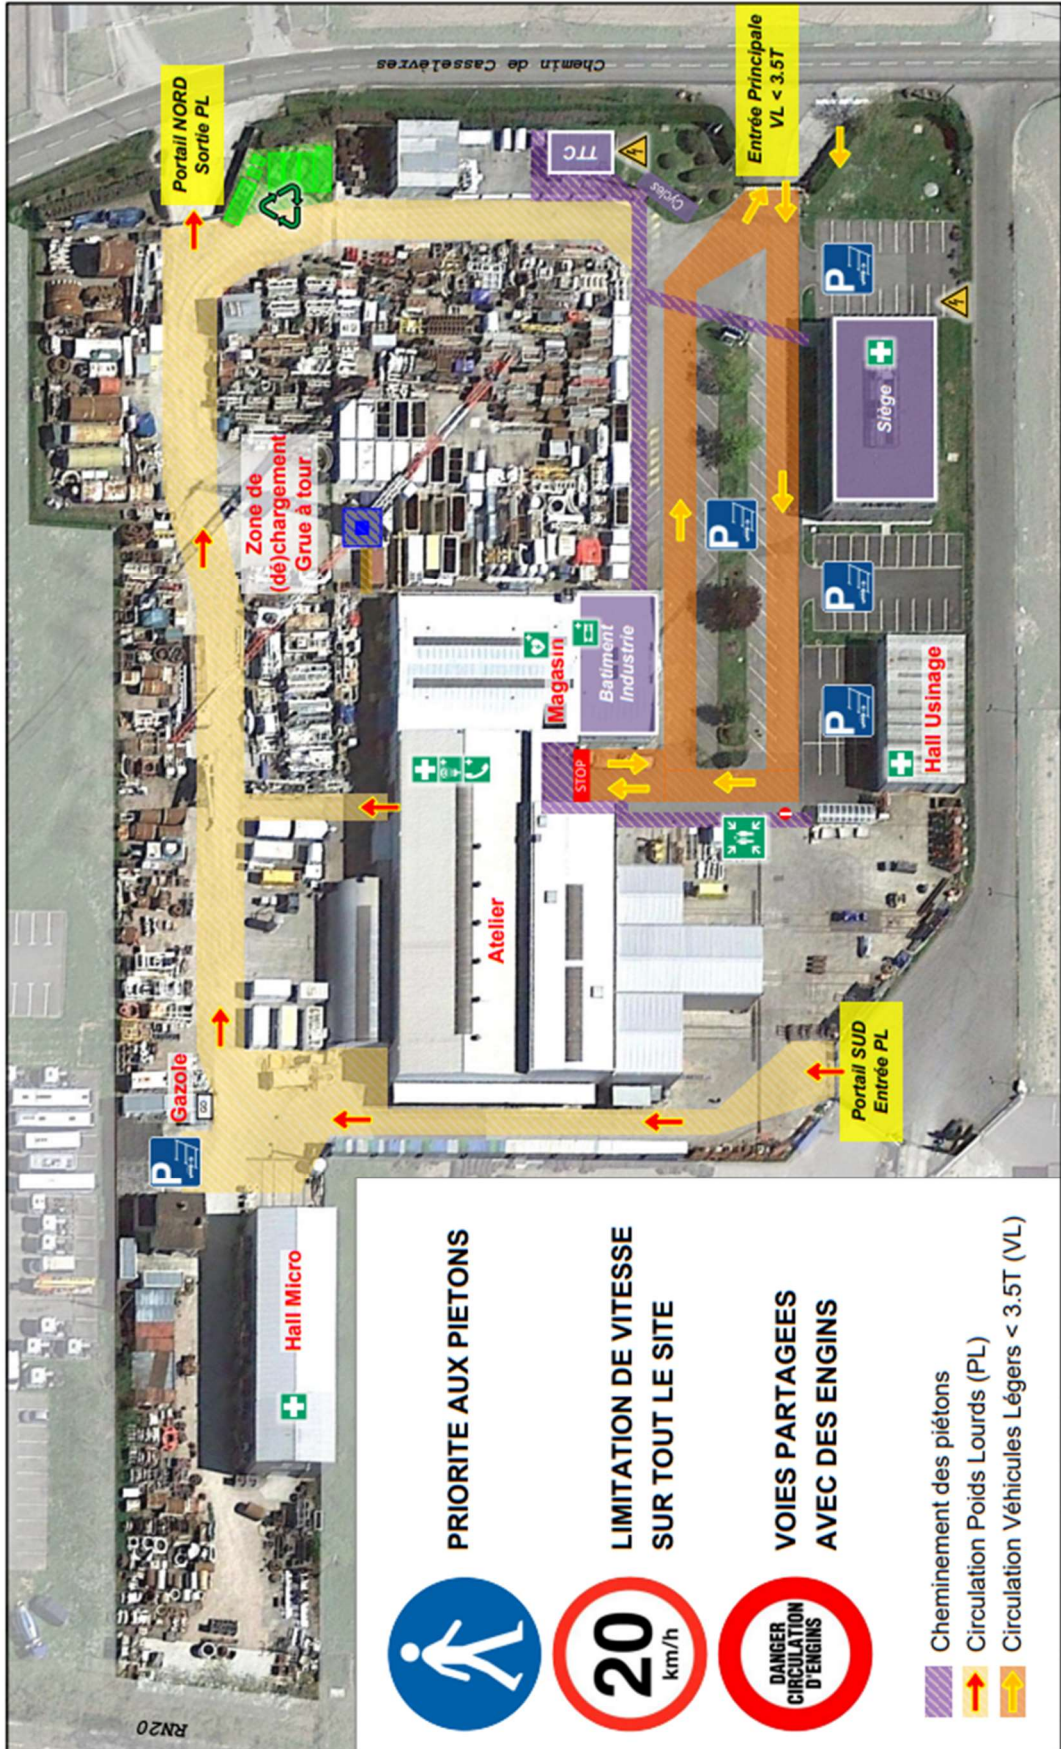 Chemin de Casselèvres
Portail NORD
Sortie PL
Entrée Principale
VL < 3.5T
TTC
Cycles
P
Siège
Zone de
(dé)chargement
Grue à tour
P
P
Magasin
Batiment
Industrie
P
Hall Usinage
STOP
Atelier
Gazole
GO
P
Portail SUD
Entrée PL
Hall Micro
RN20
PRIORITE AUX PIETONS
20
km/h
LIMITATION DE VITESSE
SUR TOUT LE SITE
DANGER
CIRCULATION
D'ENGINS
VOIES PARTAGEES
AVEC DES ENGINS
Cheminement des piétons
Circulation Poids Lourds (PL)
Circulation Véhicules Légers < 3.5T (VL)